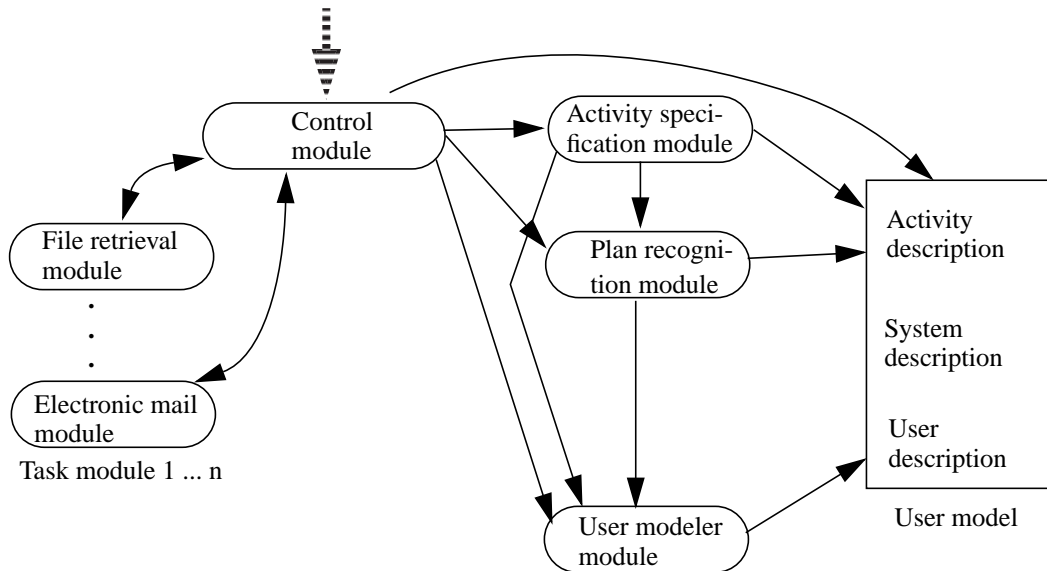 Control
module
Activity speci-
fication module
File retrieval
module
Plan recogni-
tion module
Activity
description
System
description
Electronic mail
module
User
description
Task module 1 ... n
User model
User modeler
module